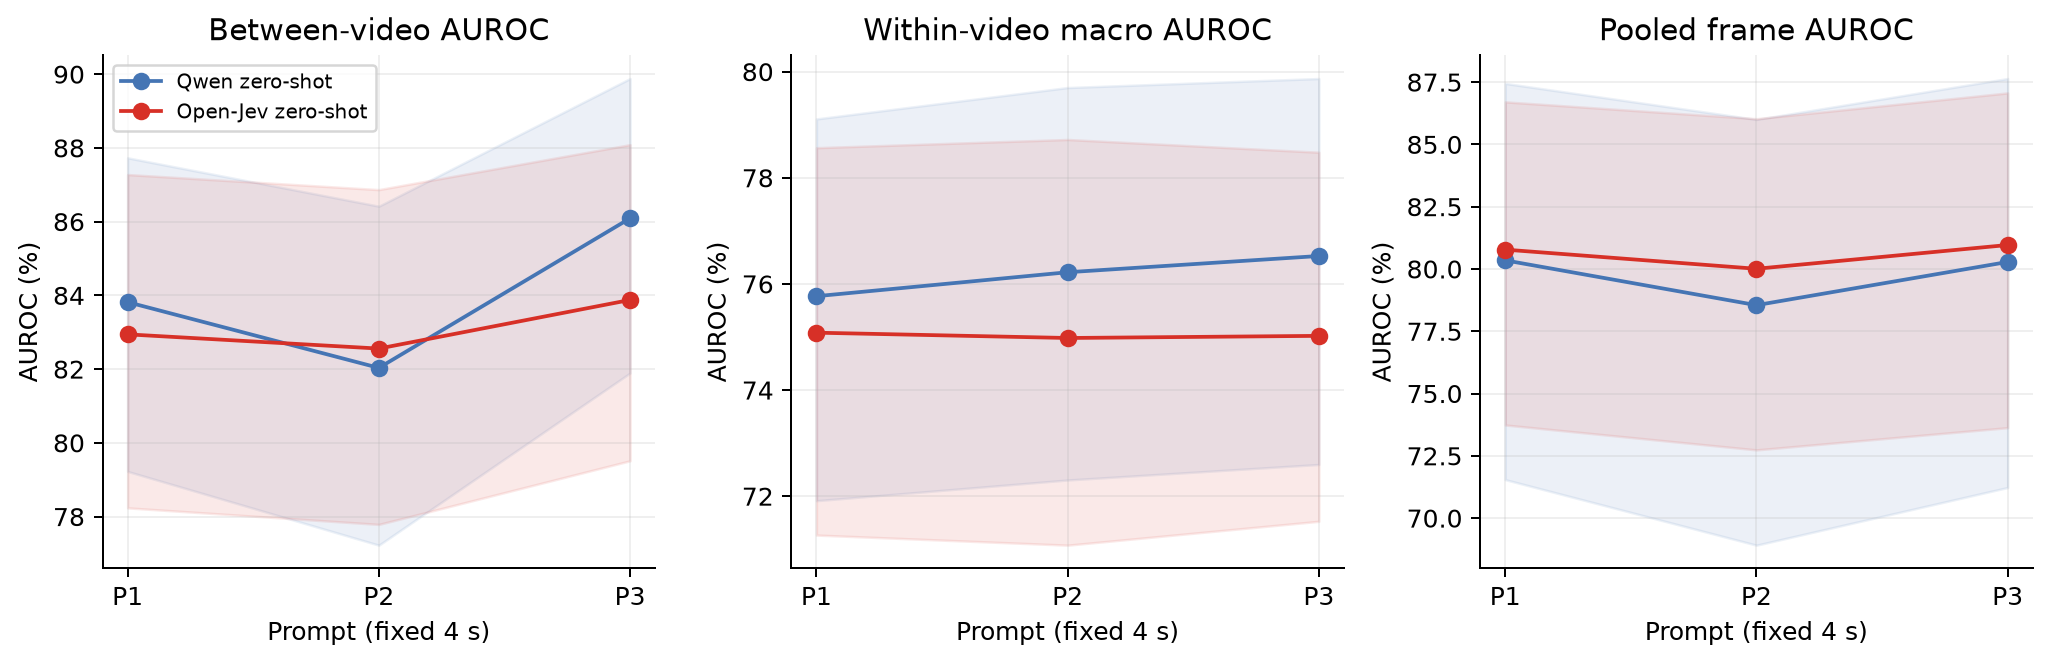 Between-video AUROC
Qwen zero-shot
Open-Jev zero-shot
AUROC (%)
90
88
86
84
82
80
78
P1 P2 P3
Prompt (fixed 4 s)
Within-video macro AUROC
AUROC (%)
80
78
76
74
72
P1 P2 P3
Prompt (fixed 4 s)
Pooled frame AUROC
AUROC (%)
87.5
85.0
82.5
80.0
77.5
75.0
72.5
70.0
P1 P2 P3
Prompt (fixed 4 s)